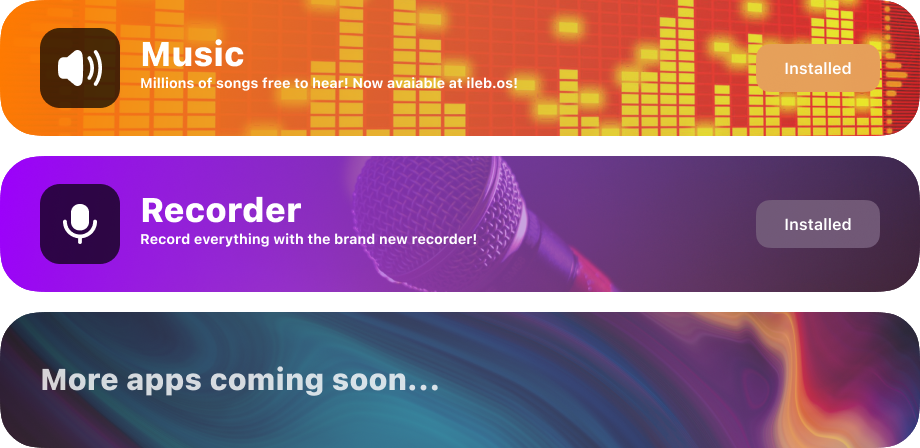 Music
Millions of songs free to hear! Now avaiable at ileb.os!
Installed
Recorder
Record everything with the brand new recorder!
Installed
More apps coming soon...